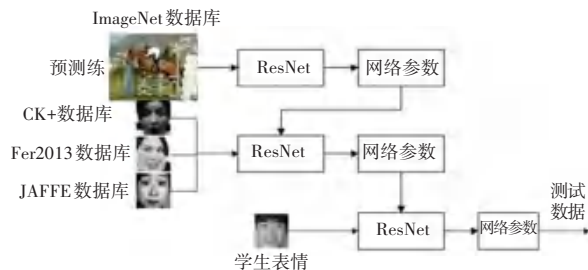 ImageNet 数据库
预测练
ResNet
网络参数
CK+数据库
Fer2013 数据库
JAFFE 数据库
ResNet
网络参数
学生表情
ResNet
网络参数
测试
数据